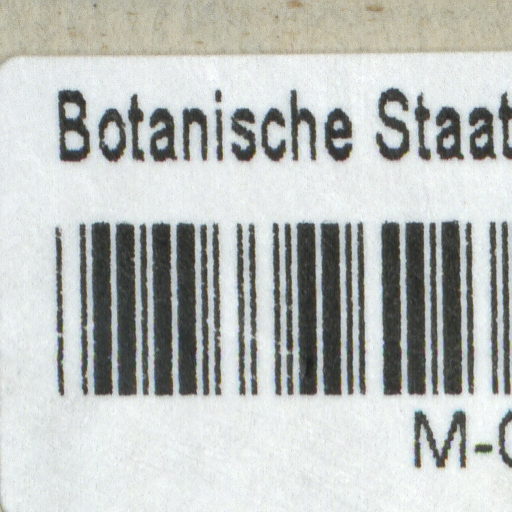 Botanische Staat
M-